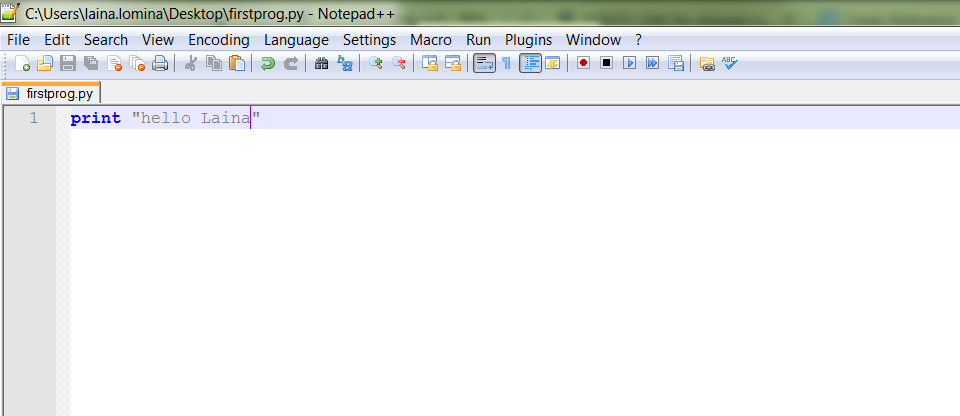 C:\Users\laina.lomina\Desktop\firstprog.py - Notepad++
File Edit Search View Encoding Language Settings Macro Run Plugins Window ?
ABC
firstprog.py
1 print "hello Laina"